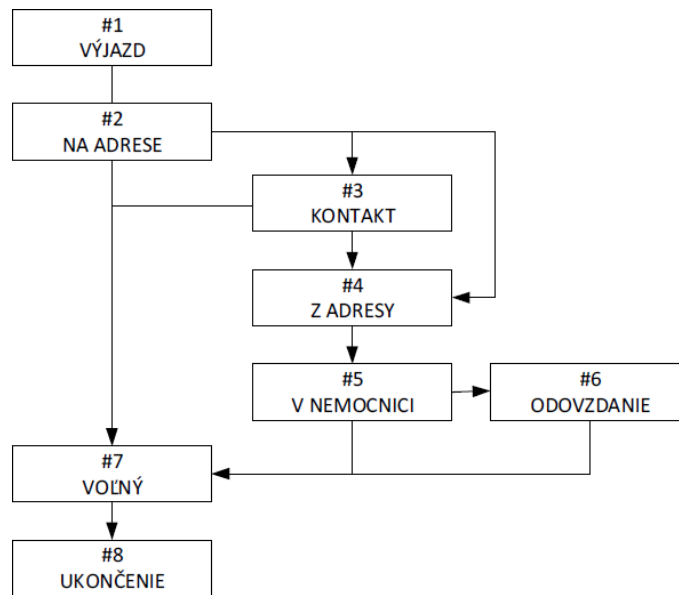 #1
VÝJAZD
#2
NA ADRESE
#3
KONTAKT
#4
Z ADRESY
#5
V NEMOCNICI
#6
ODOVZDANIE
#7
VOĽNÝ
#8
UKONČENIE